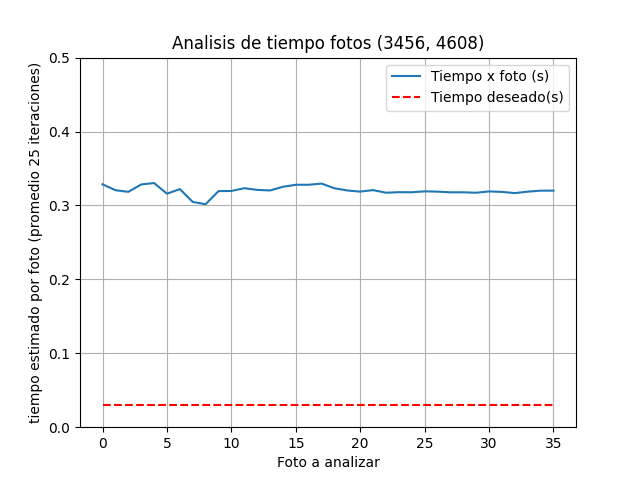 Analisis de tiempo fotos (3456, 4608)
Tiempo x foto (s)
Tiempo deseado(s)
tiempo estimado por foto (promedio 25 iteraciones)
0.5
0.4
0.3
0.2
0.1
0.0
0 5 10 15 20 25 30 35
Foto a analizar